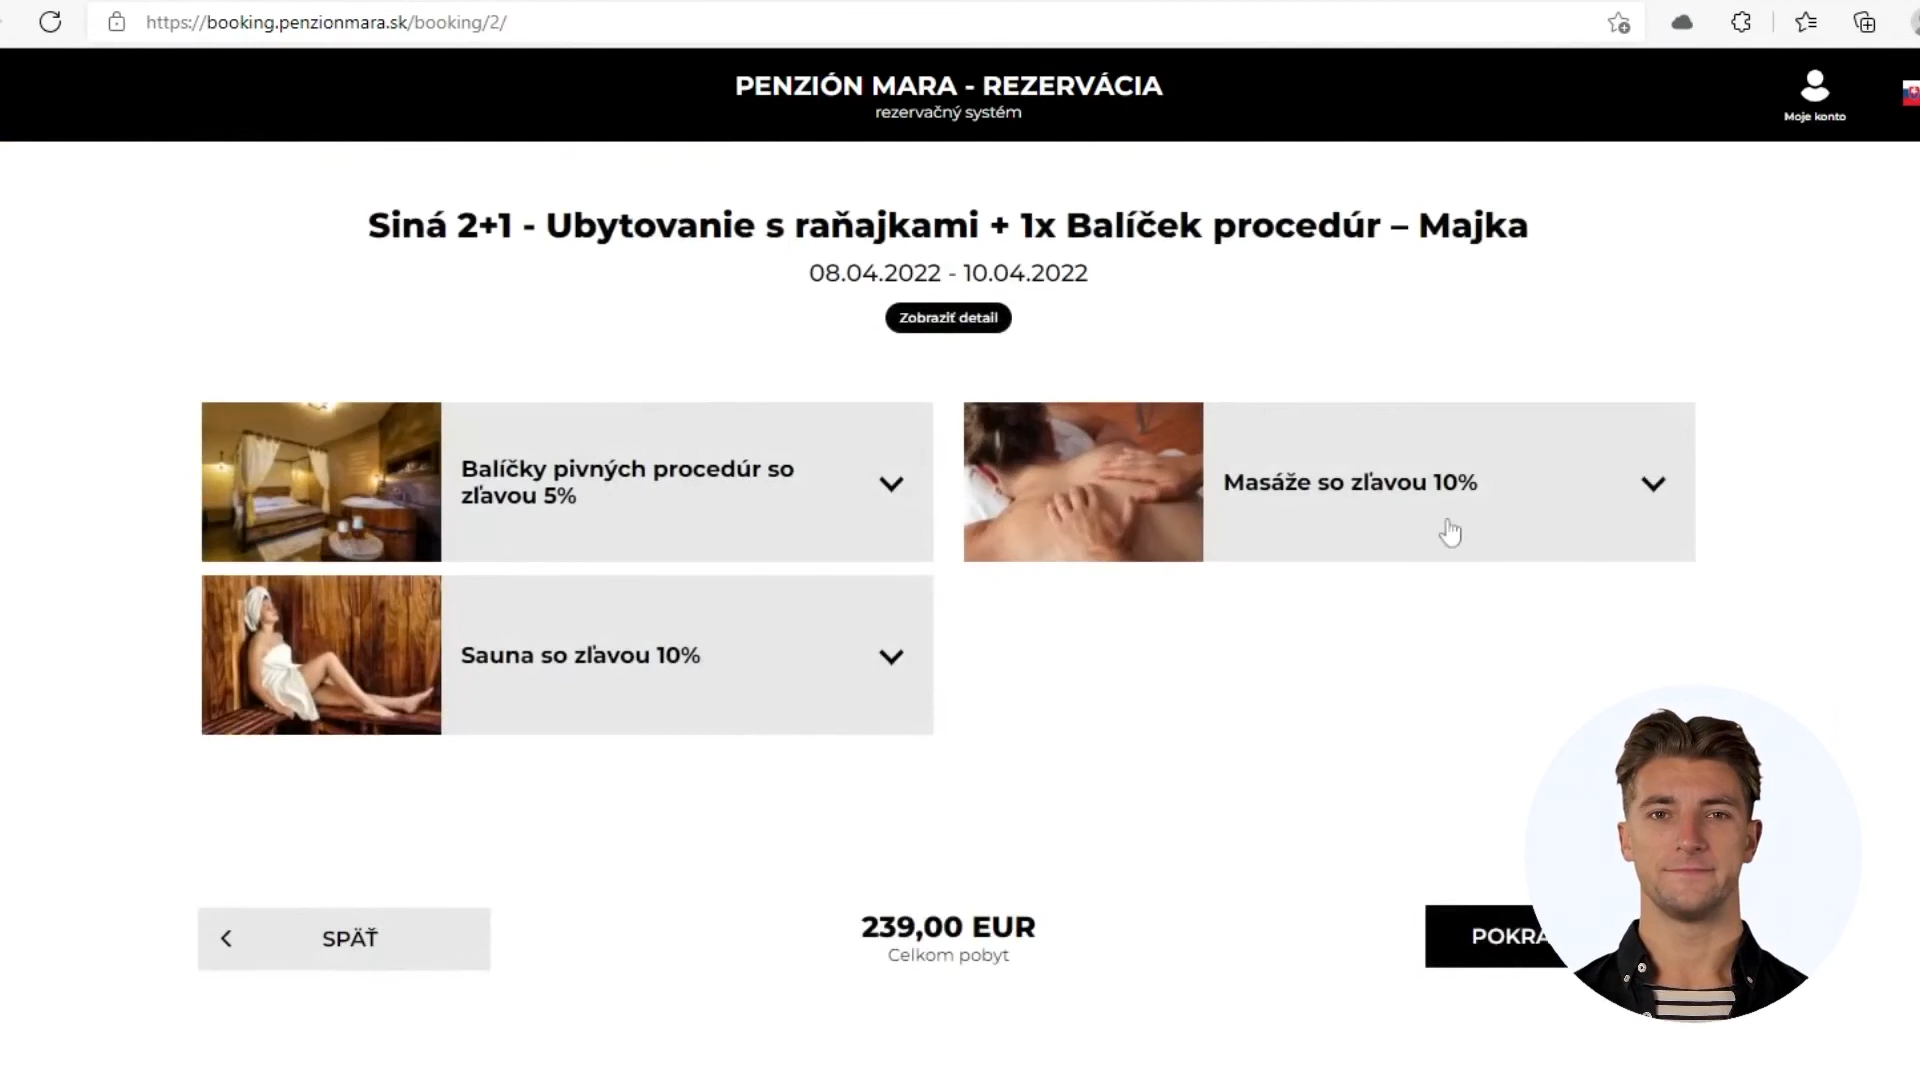 https://booking.penzionmara.sk/booking/2/
PENZIÓN MARA - REZERVÁCIA
rezervačný systém
Moje konto
Siná 2+1 - Ubytovanie s raňajkami + 1x Balíček procedúr – Majka
08.04.2022 - 10.04.2022
Zobraziť detail
Balíčky pivných procedúr so
zľavou 5%
Masáže so zľavou 10%
Sauna so zľavou 10%
SPÄŤ
239,00 EUR
Celkom pobyt